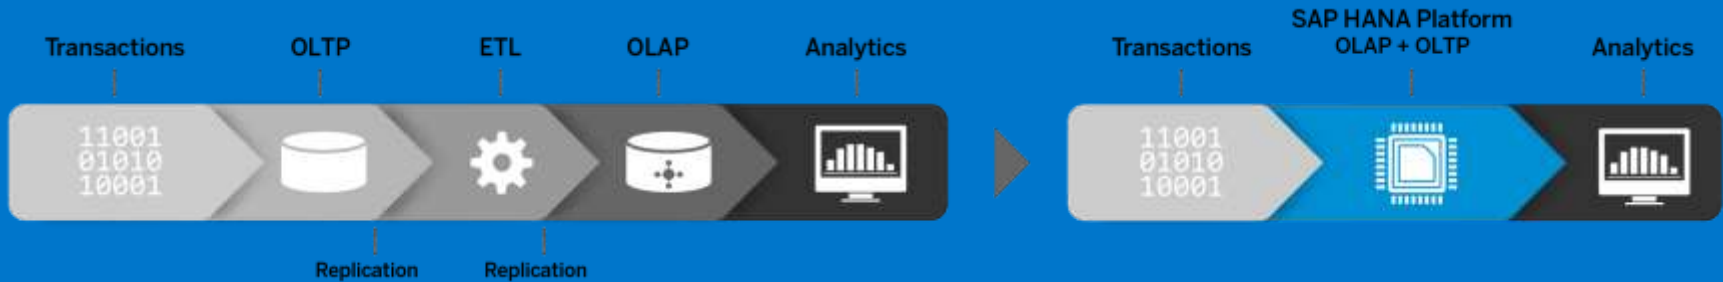 Transactions
OLTP
ETL
OLAP
Analytics
11001
01010
10001
Replication
Replication
Transactions
SAP HANA Platform
OLAP + OLTP
Analytics
11001
01010
10001